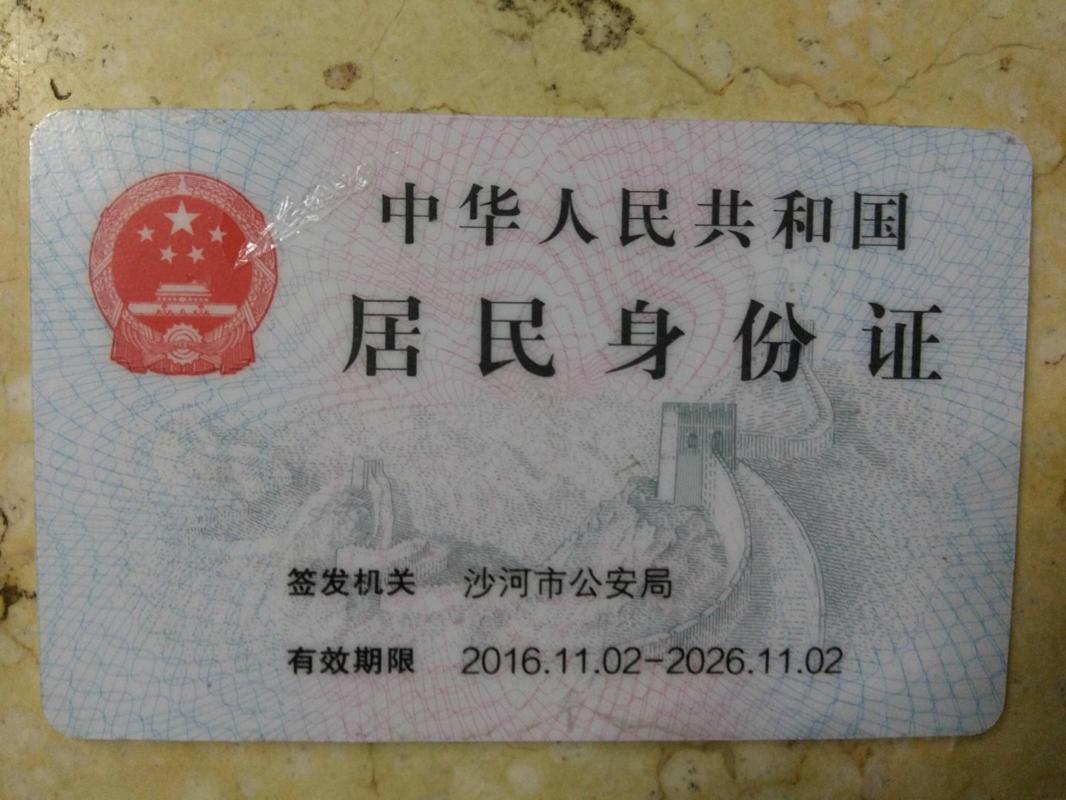 中华人民共和国
居民身份证
签发机关 沙河市公安局
有效期限 2016.11.02-2026.11.02